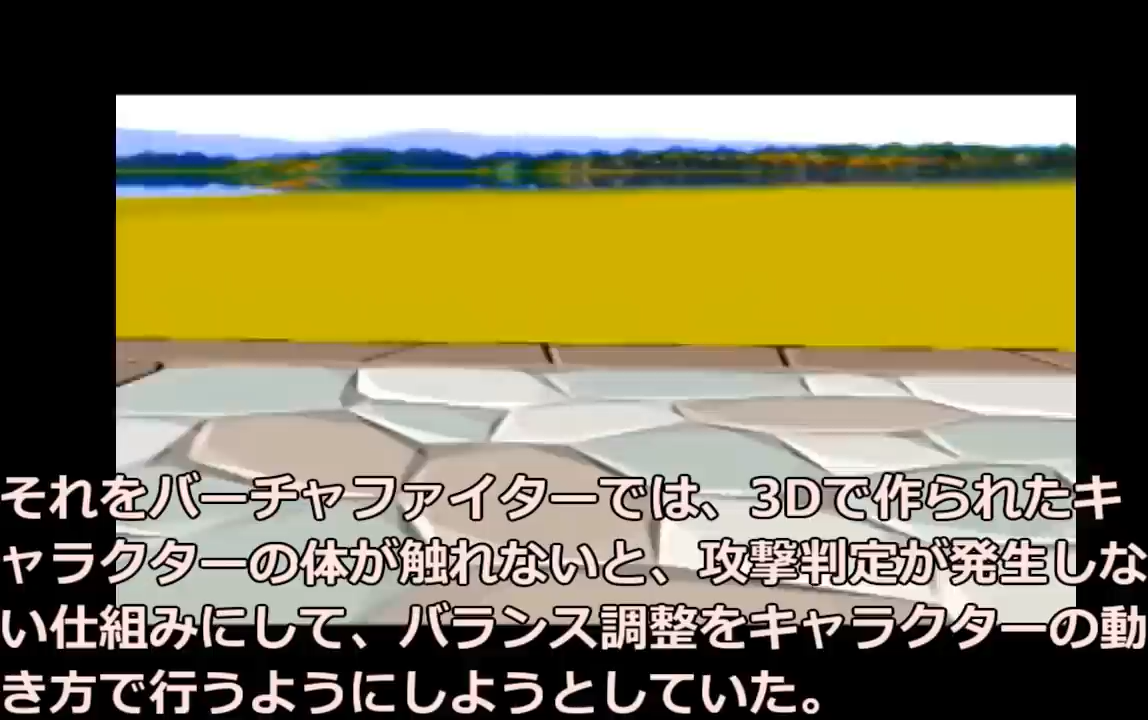 それをバーチャファイターでは、3Dで作られたキ
ャラクターの体が触れないと、攻撃判定が発生しな
い仕組みにして、バランス調整をキャラクターの動
き方で行うようにしようとしていた。